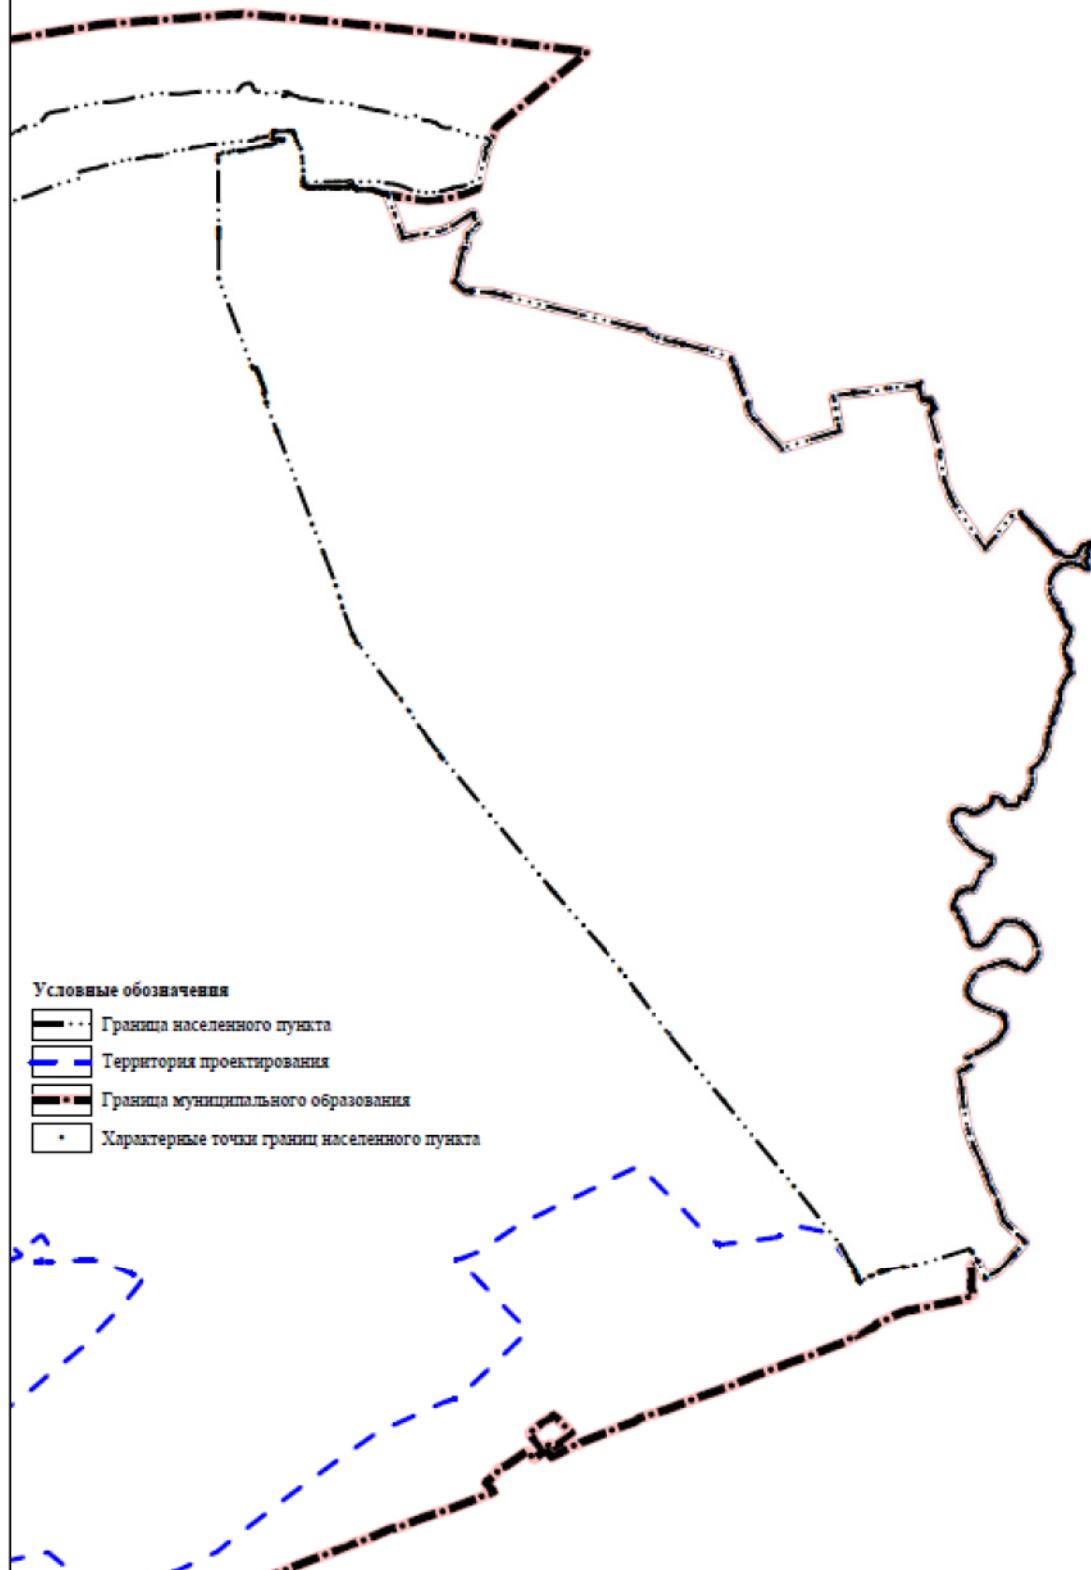 Условные обозначения
Граница населенного пункта
Территория проектирования
Граница муниципального образования
Характерные точки границ населенного пункта